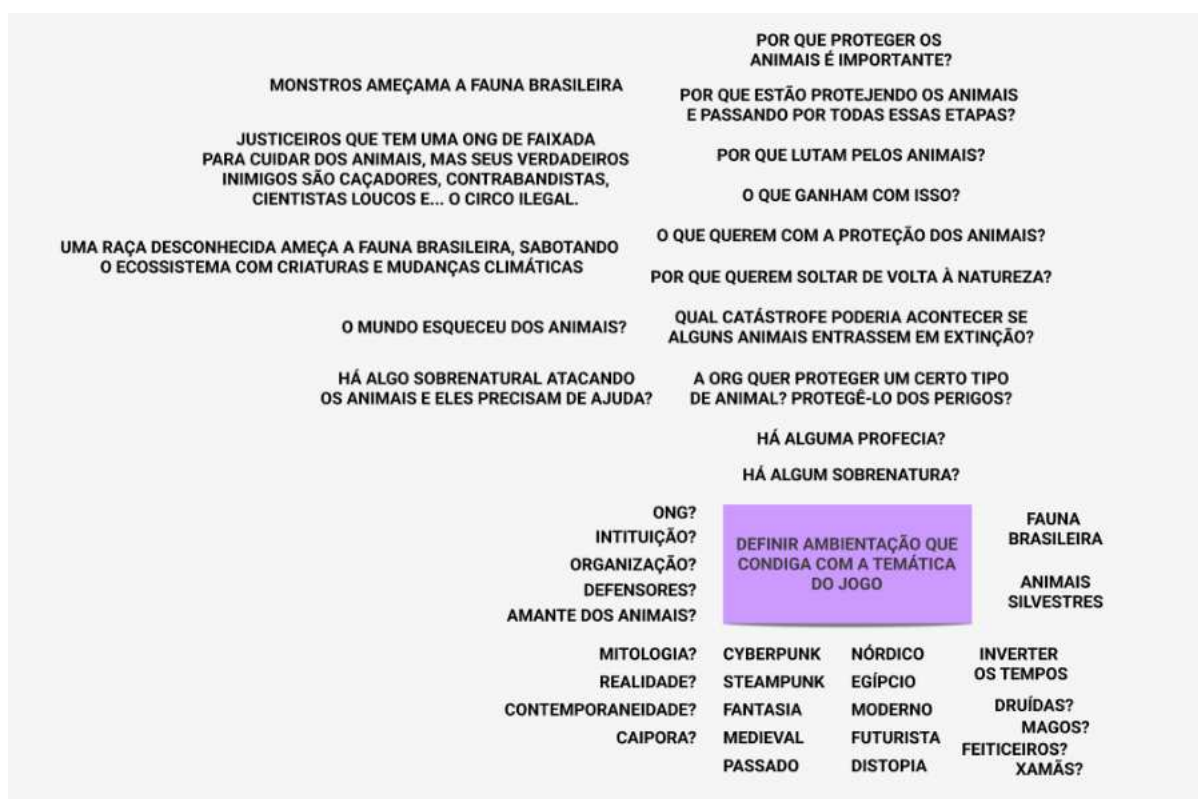 POR QUE PROTEGER OS
ANIMAIS É IMPORTANTE?
MONSTROS AMEÇAMA A FAUNA BRASILEIRA
POR QUE ESTÃO PROTEJENDO OS ANIMAIS
E PASSANDO POR TODAS ESSAS ETAPAS?
JUSTICEIROS QUE TEM UMA ONG DE FAIXADA
PARA CUIDAR DOS ANIMAIS, MAS SEUS VERDADEIROS
INIMIGOS SÃO CAÇADORES, CONTRABANDISTAS,
CIENTISTAS LOUCOS E... O CIRCO ILEGAL.
POR QUE LUTAM PELOS ANIMAIS?
O QUE GANHAM COM ISSO?
UMA RAÇA DESCONHECIDA AMEÇA A FAUNA BRASILEIRA, SABOTANDO
O ECOSSISTEMA COM CRIATURAS E MUDANÇAS CLIMÁTICAS
O QUE QUEREM COM A PROTEÇÃO DOS ANIMAIS?
POR QUE QUEREM SOLTAR DE VOLTA À NATUREZA?
O MUNDO ESQUECEU DOS ANIMAIS?
QUAL CATÁSTROFE PODERIA ACONTECER SE
ALGUNS ANIMAIS ENTRASSEM EM EXTINÇÃO?
HÁ ALGO SOBRENATURAL ATACANDO
OS ANIMAIS E ELES PRECISAM DE AJUDA?
A ORG QUER PROTEGER UM CERTO TIPO
DE ANIMAL? PROTEGÊ-LO DOS PERIGOS?
HÁ ALGUMA PROFECIA?
HÁ ALGUM SOBRENATURA?
ONG?
INTITUIÇÃO?
ORGANIZAÇÃO?
DEFENSORES?
AMANTE DOS ANIMAIS?
DEFINIR AMBIENTAÇÃO QUE
CONDIGA COM A TEMÁTICA
DO JOGO
FAUNA
BRASILEIRA
ANIMAIS
SILVESTRES
MITOLOGIA?
REALIDADE?
CONTEMPORANEIDADE?
CAIPORA?
CYBERPUNK
STEAMPUNK
FANTASIA
MEDIEVAL
PASSADO
NÓRDICO
EGÍPCIO
MODERNO
FUTURISTA
DISTOPIA
INVERTER
OS TEMPOS
DRUÍDAS?
MAGOS?
FEITICEIROS?
XAMÃS?